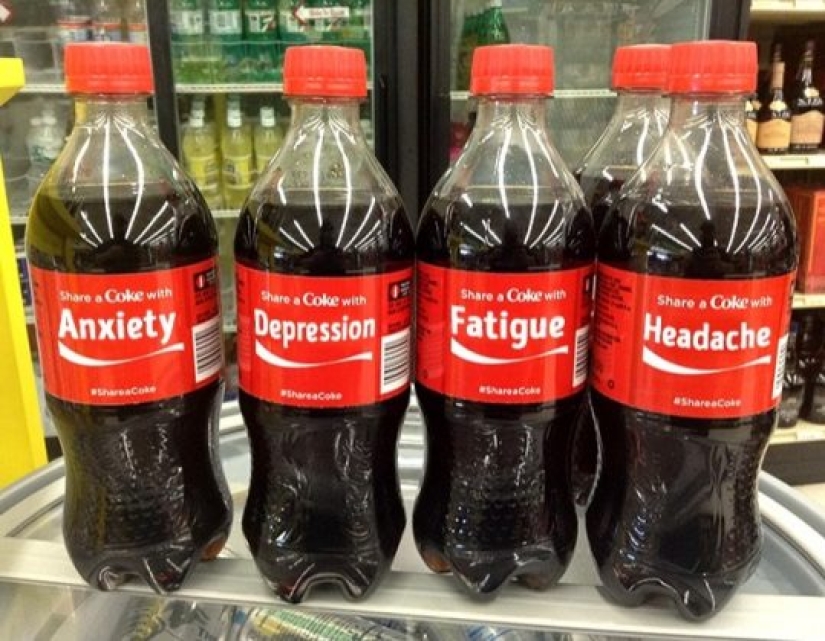 Share a Coke with
Anxiety
#ShareaCoke
Share a Coke with
Depression
#ShareaCoke
Share a Coke with
Fatigue
#ShareaCoke
Share a Coke with
Headache
#ShareaCoke